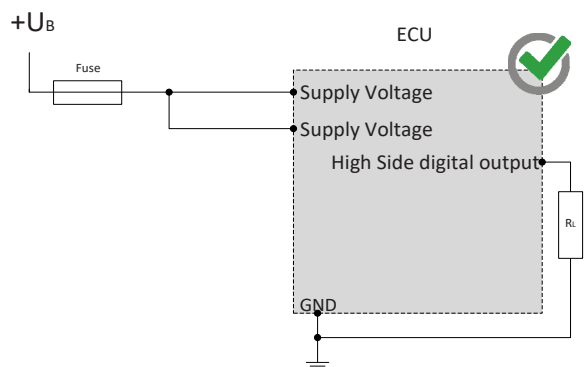 +UB
ECU
Fuse
Supply Voltage
Supply Voltage
High Side digital output
RL
GND